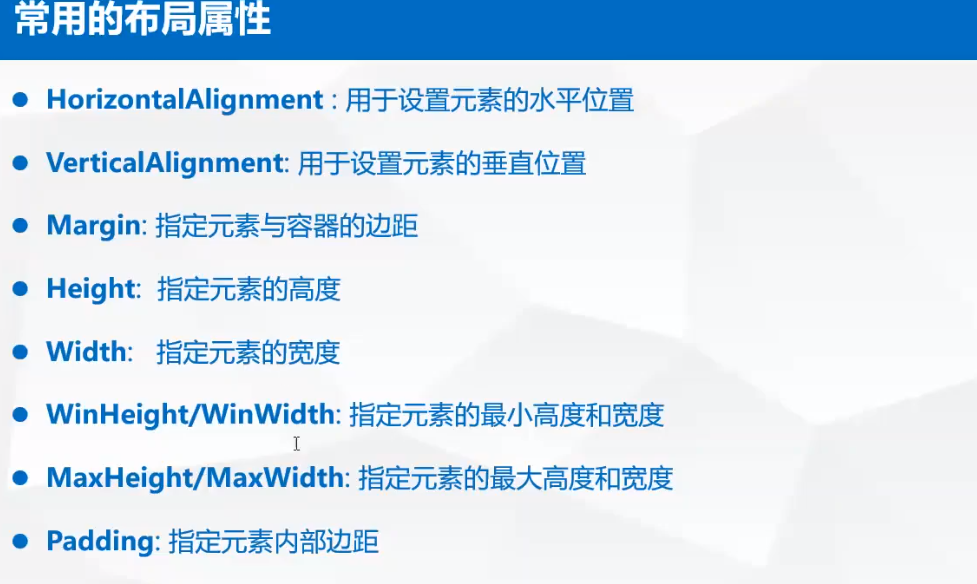 常用的布局属性
● HorizontalAlignment : 用于设置元素的水平位置
● VerticalAlignment: 用于设置元素的垂直位置
● Margin: 指定元素与容器的边距
● Height: 指定元素的高度
● Width: 指定元素的宽度
● WinHeight/WinWidth: 指定元素的最小高度和宽度
● MaxHeight/MaxWidth: 指定元素的最大高度和宽度
● Padding: 指定元素内部边距